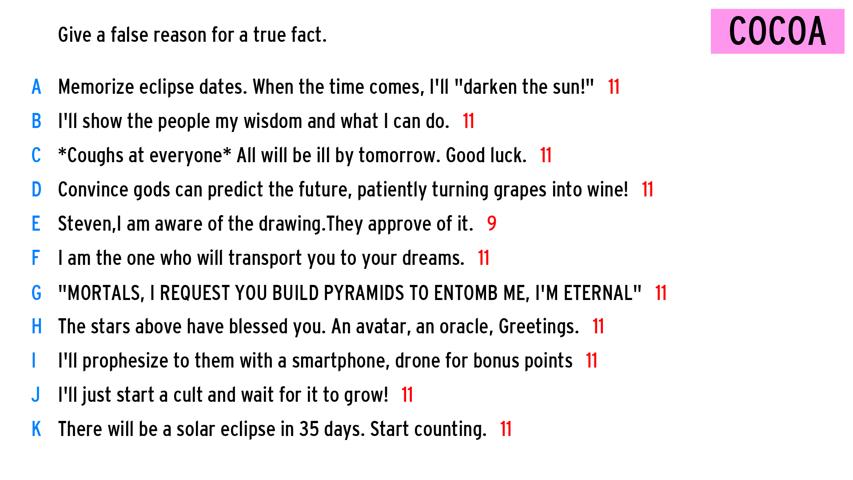 Give a false reason for a true fact.
COCOA
A Memorize eclipse dates. When the time comes, I'll "darken the sun!" 11
B I'll show the people my wisdom and what I can do. 11
C *Coughs at everyone* All will be ill by tomorrow. Good luck. 11
D Convince gods can predict the future, patiently turning grapes into wine! 11
E Steven,I am aware of the drawing.They approve of it. 9
F I am the one who will transport you to your dreams. 11
G "MORTALS, I REQUEST YOU BUILD PYRAMIDS TO ENTOMB ME, I'M ETERNAL" 11
H The stars above have blessed you. An avatar, an oracle, Greetings. 11
I I'll prophesize to them with a smartphone, drone for bonus points 11
J I'll just start a cult and wait for it to grow! 11
K There will be a solar eclipse in 35 days. Start counting. 11